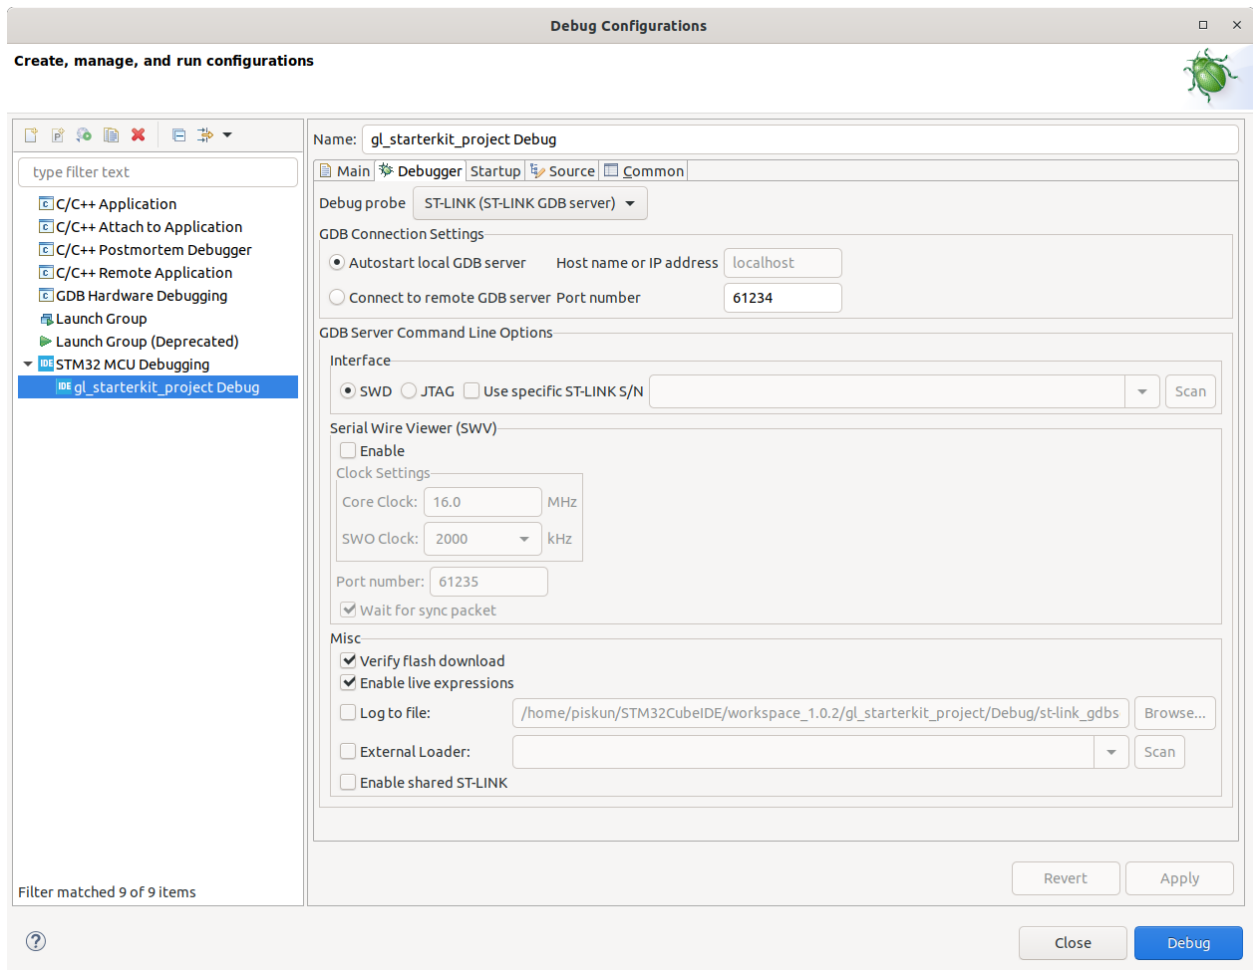 Debug Configurations
Create, manage, and run configurations
type filter text
C/C++ Application
C/C++ Attach to Application
C/C++ Postmortem Debugger
C/C++ Remote Application
GDB Hardware Debugging
Launch Group
Launch Group (Deprecated)
IDE STM32 MCU Debugging
IDE gl_starterkit_project Debug
Filter matched 9 of 9 items
Name: gl_starterkit_project Debug
Main Debugger Startup Source Common
Debug probe ST-LINK (ST-LINK GDB server)
GDB Connection Settings
Autostart local GDB server Host name or IP address localhost
Connect to remote GDB server Port number 61234
GDB Server Command Line Options
Interface
SWD JTAG Use specific ST-LINK S/N Scan
Serial Wire Viewer (SWV)
Enable
Clock Settings
Core Clock: 16.0 MHz
SWO Clock: 2000 kHz
Port number: 61235
Wait for sync packet
Misc
Verify flash download
Enable live expressions
Log to file: /home/piskun/STM32CubeIDE/workspace_1.0.2/gl_starterkit_project/Debug/st-link_gdbs Browse...
External Loader: Scan
Enable shared ST-LINK
Revert Apply
Close Debug